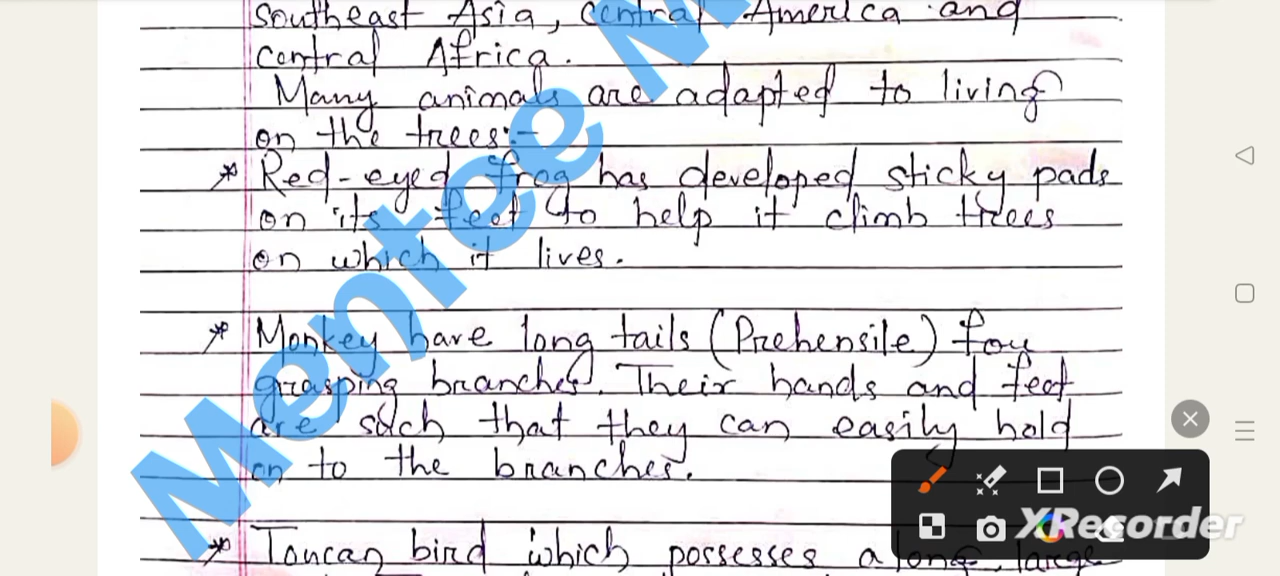 Southeast Asia, Central America and
central Africa.
Many animals are adapted to living
on the trees:-
* Red-eyed frog has developed sticky pads
on its feet to help it climb trees
on which it lives.
* Monkey have long tails (Prehensile) for
grasping branches. Their hands and feet
are such that they can easily hold
on to the branches.
* Toucan bird which possesses a long, large
Mentee M
XRecorder